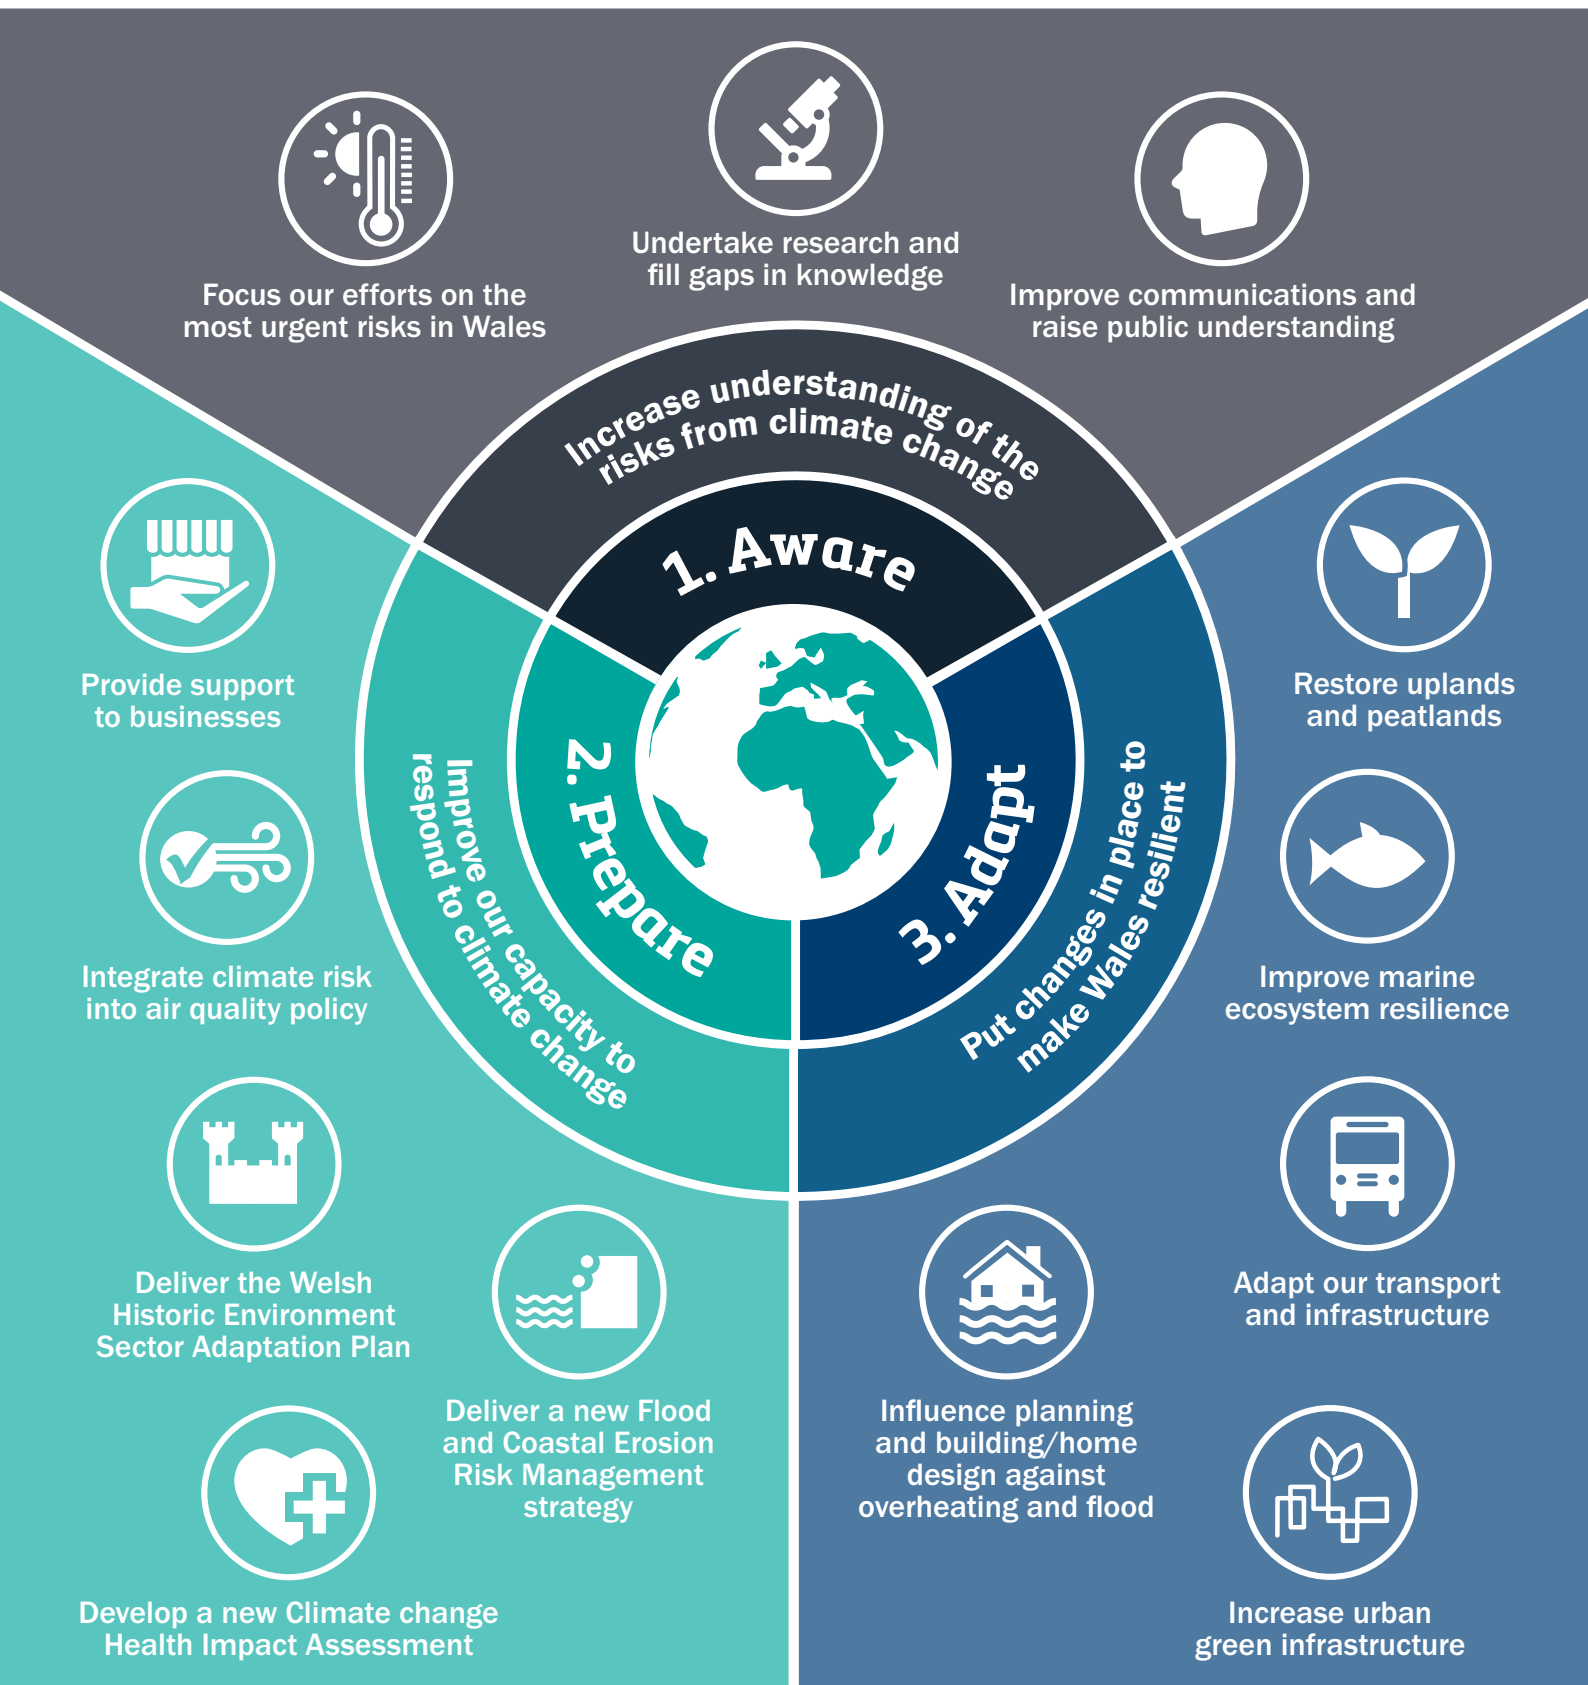 Undertake research and
fill gaps in knowledge
Focus our efforts on the
most urgent risks in Wales
Improve communications and
raise public understanding
Increase understanding of the
risks from climate change
1. Aware
Provide support
to businesses
Integrate climate risk
into air quality policy
Deliver the Welsh
Historic Environment
Sector Adaptation Plan
Deliver a new Flood
and Coastal Erosion
Risk Management
strategy
Develop a new Climate change
Health Impact Assessment
Improve our capacity to
respond to climate change
2. Prepare
3. Adapt
Put changes in place to
make Wales resilient
Restore uplands
and peatlands
Improve marine
ecosystem resilience
Adapt our transport
and infrastructure
Influence planning
and building/home
design against
overheating and flood
Increase urban
green infrastructure